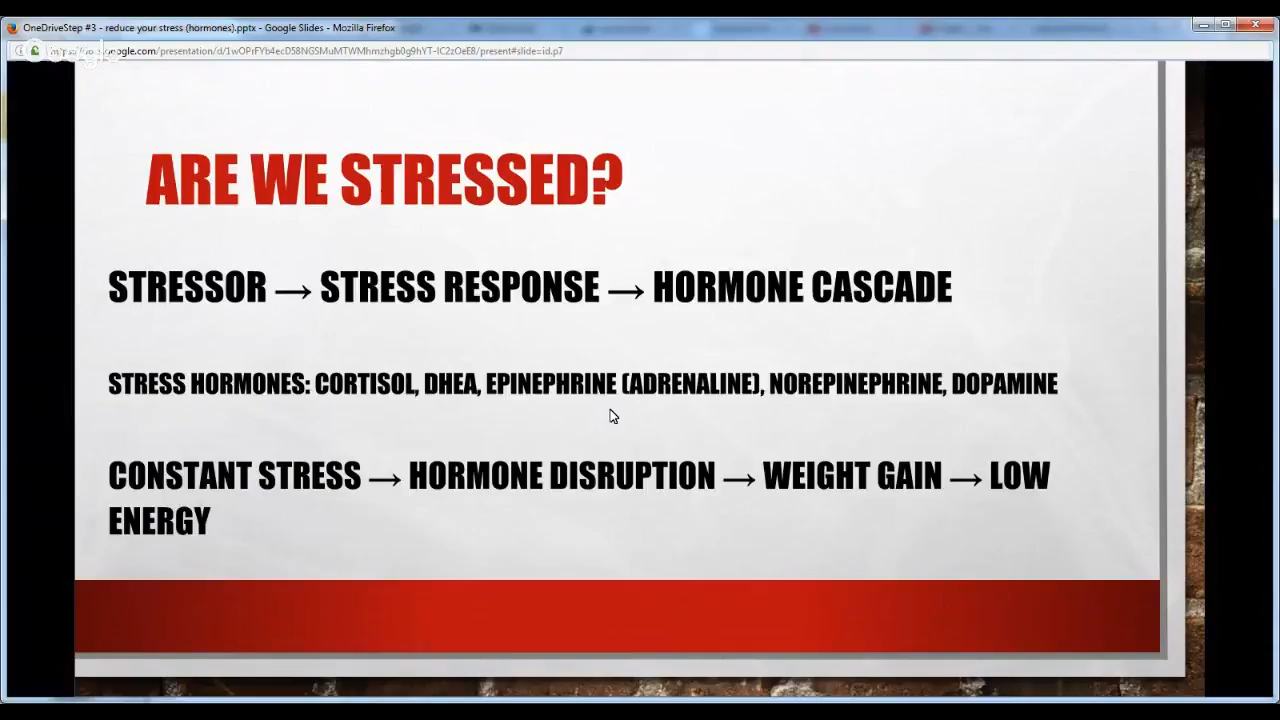 OneDriveStep #3 - reduce your stress (hormones).pptx - Google Slides - Mozilla Firefox
ARE WE STRESSED?
STRESSOR → STRESS RESPONSE → HORMONE CASCADE
STRESS HORMONES: CORTISOL, DHEA, EPINEPHRINE (ADRENALINE), NOREPINEPHRINE, DOPAMINE
CONSTANT STRESS → HORMONE DISRUPTION → WEIGHT GAIN → LOW
ENERGY